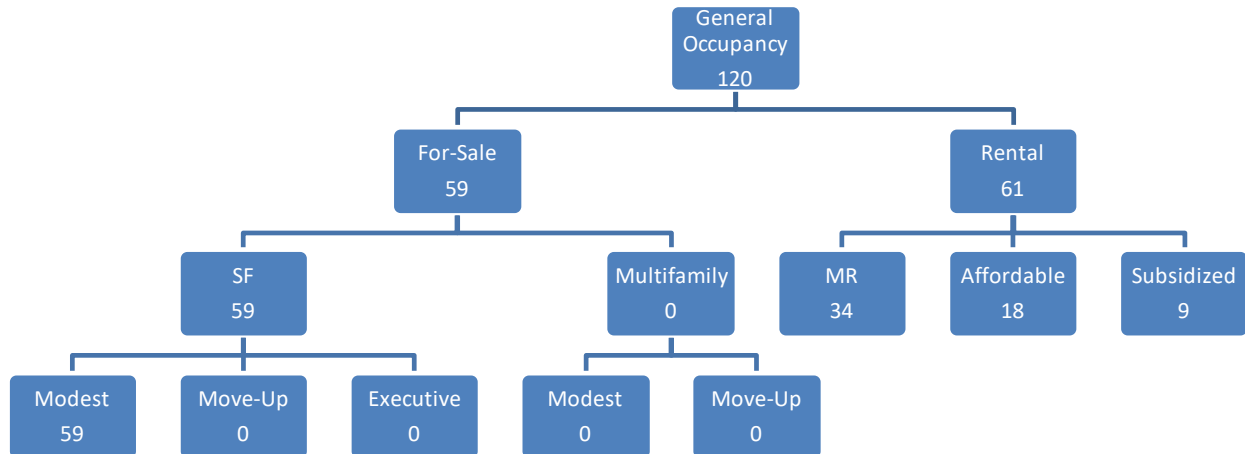 General
Occupancy
120
For-Sale
59
Rental
61
SF
59
Multifamily
0
MR
34
Affordable
18
Subsidized
9
Modest
59
Move-Up
0
Executive
0
Modest
0
Move-Up
0